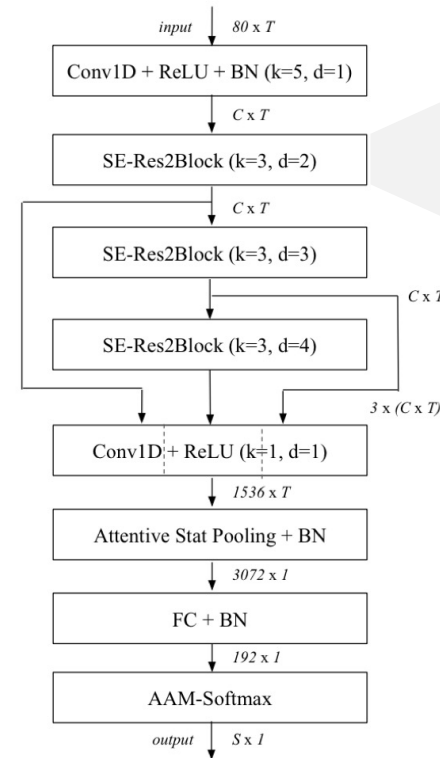 input 80 x T
Conv1D + ReLU + BN (k=5, d=1)
C x T
SE-Res2Block (k=3, d=2)
C x T
SE-Res2Block (k=3, d=3)
C x T
SE-Res2Block (k=3, d=4)
3 x (C x T)
Conv1D + ReLU (k=1, d=1)
1536 x T
Attentive Stat Pooling + BN
3072 x 1
FC + BN
192 x 1
AAM-Softmax
output S x 1